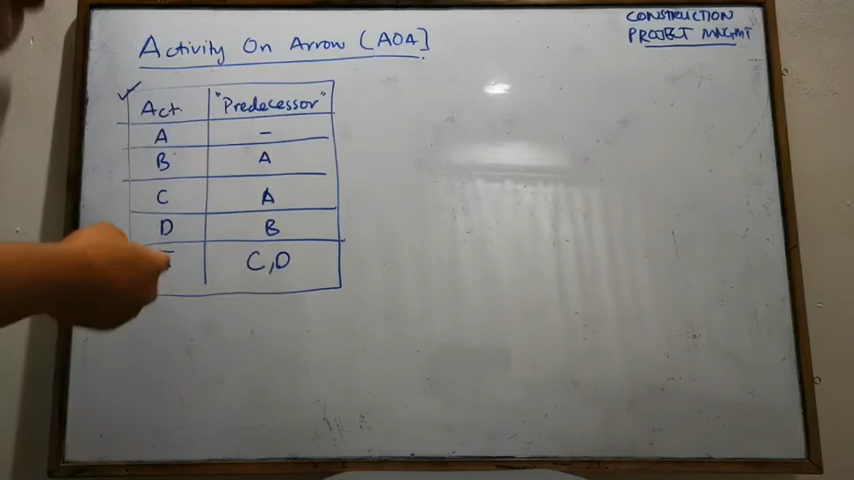 Activity On Arrow (AOA]
CONSTRUCTION
PROJECT MNGMT
Act. "Predecessor"
A -
B A
C A
D B
C,D